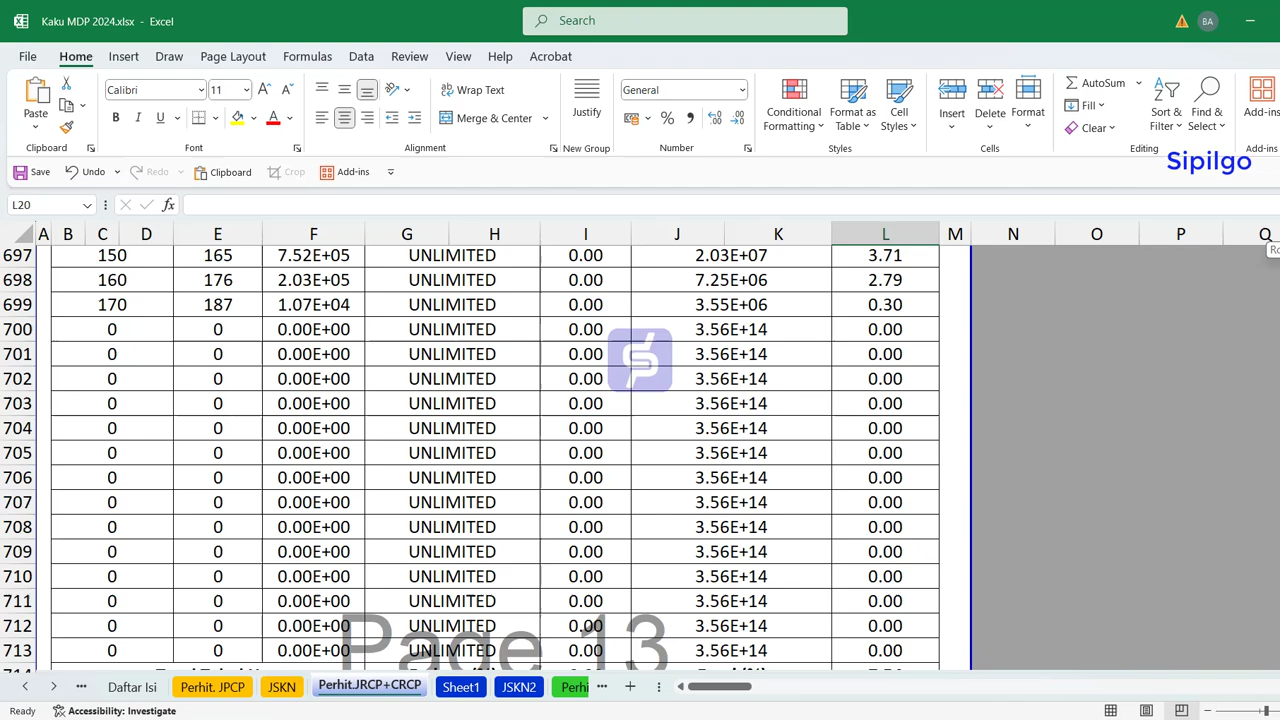 Kaku MDP 2024.xlsx - Excel
Search
BA
File Home Insert Draw Page Layout Formulas Data Review View Help Acrobat
Paste
Calibri 11
B I U
Wrap Text
Merge & Center
Justify
General
Conditional Formatting
Format as Table
Cell Styles
Insert Delete Format
AutoSum
Fill
Clear
Sort & Filter
Find & Select
Add-ins
Clipboard Font Alignment New Group Number Styles Cells Editing Add-ins
Sipilgo
Save Undo Redo Clipboard Crop Add-ins
L20 fx
A B C D E F G H I J K L M N O P Q
697 150 165 7.52E+05 UNLIMITED 0.00 2.03E+07 3.71
698 160 176 2.03E+05 UNLIMITED 0.00 7.25E+06 2.79
699 170 187 1.07E+04 UNLIMITED 0.00 3.55E+06 0.30
700 0 0 0.00E+00 UNLIMITED 0.00 3.56E+14 0.00
701 0 0 0.00E+00 UNLIMITED 0.00 3.56E+14 0.00
702 0 0 0.00E+00 UNLIMITED 0.00 3.56E+14 0.00
703 0 0 0.00E+00 UNLIMITED 0.00 3.56E+14 0.00
704 0 0 0.00E+00 UNLIMITED 0.00 3.56E+14 0.00
705 0 0 0.00E+00 UNLIMITED 0.00 3.56E+14 0.00
706 0 0 0.00E+00 UNLIMITED 0.00 3.56E+14 0.00
707 0 0 0.00E+00 UNLIMITED 0.00 3.56E+14 0.00
708 0 0 0.00E+00 UNLIMITED 0.00 3.56E+14 0.00
709 0 0 0.00E+00 UNLIMITED 0.00 3.56E+14 0.00
710 0 0 0.00E+00 UNLIMITED 0.00 3.56E+14 0.00
711 0 0 0.00E+00 UNLIMITED 0.00 3.56E+14 0.00
712 0 0 0.00E+00 UNLIMITED 0.00 3.56E+14 0.00
713 0 0 0.00E+00 UNLIMITED 0.00 3.56E+14 0.00
Page 13
Daftar Isi Perhit. JPCP JSKN Perhit.JRCP+CRCP Sheet1 JSKN2 Perhi
Ready Accessibility: Investigate